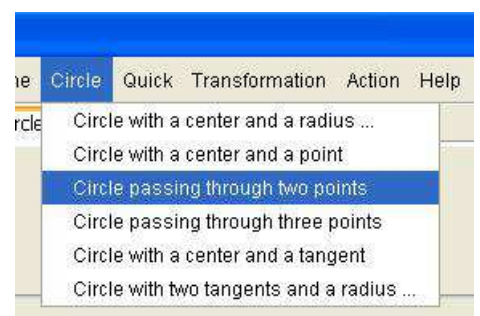 ne Circle Quick Transformation Action Help
rcle
Circle with a center and a radius ...
Circle with a center and a point
Circle passing through two points
Circle passing through three points
Circle with a center and a tangent
Circle with two tangents and a radius ...